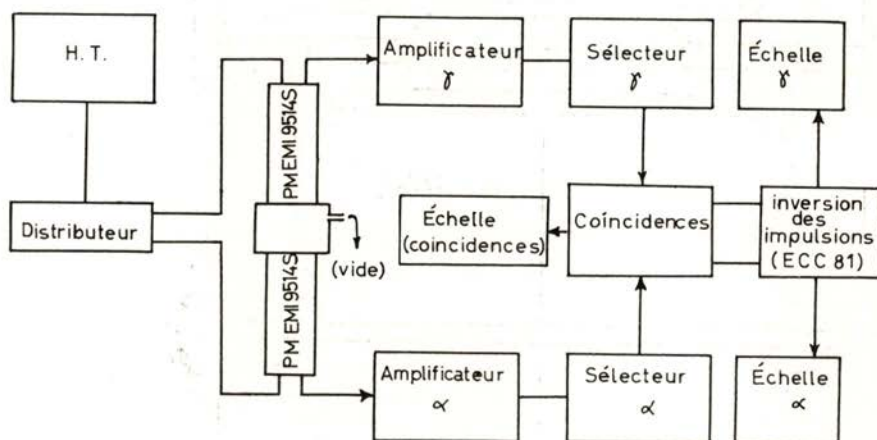 H. T.
Distributeur
PM EMI 9514S
PM EMI 9514S
(vide)
Amplificateur
γ
Sélecteur
γ
Échelle
γ
Échelle
(coincidences)
Coïncidences
inversion
des
impulsions
(ECC 81)
Amplificateur
α
Sélecteur
α
Échelle
α